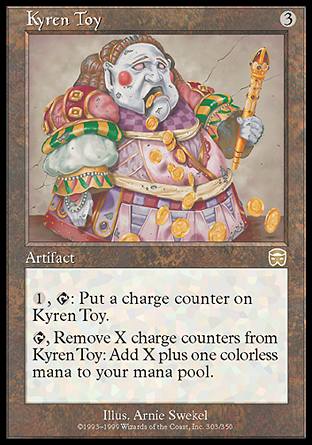 Kyren Toy 3
Artifact
1, : Put a charge counter on
Kyren Toy.
, Remove X charge counters from
Kyren Toy: Add X plus one colorless
mana to your mana pool.
Illus. Arnie Swekel
©1993–1999 Wizards of the Coast, Inc. 303/350